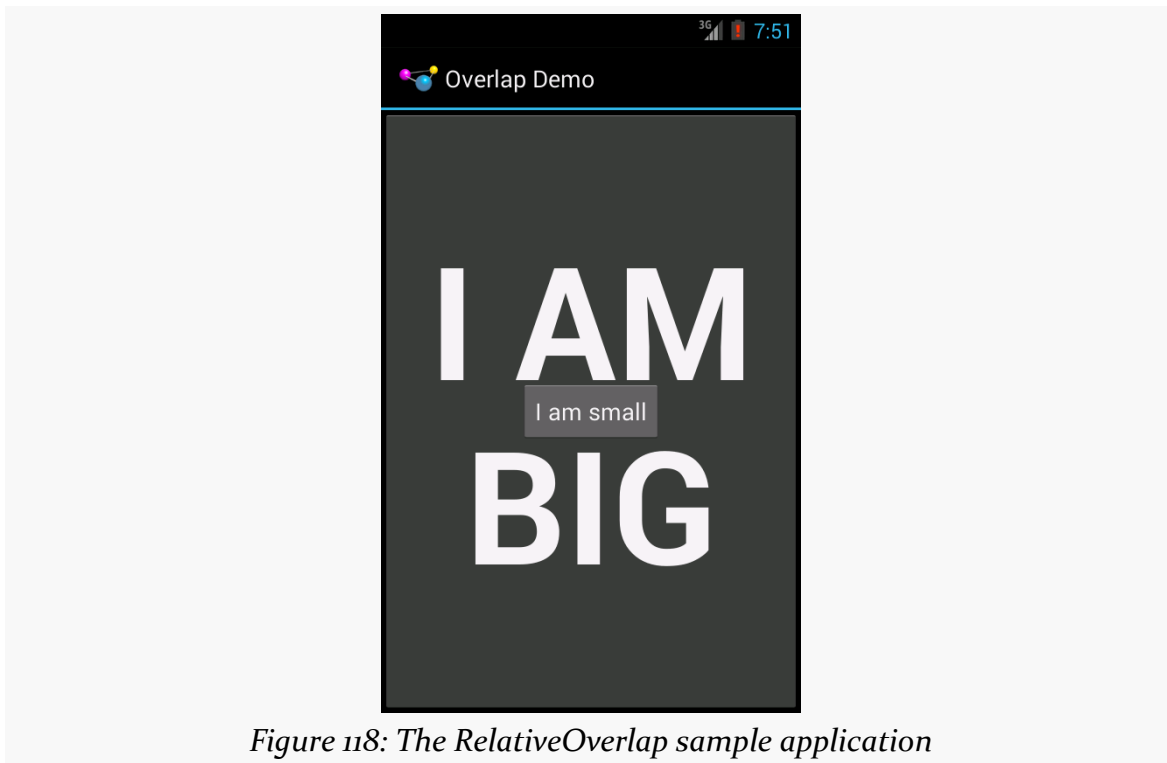 3G 7:51
Overlap Demo
I AM
I am small
BIG
Figure 118: The RelativeOverlap sample application